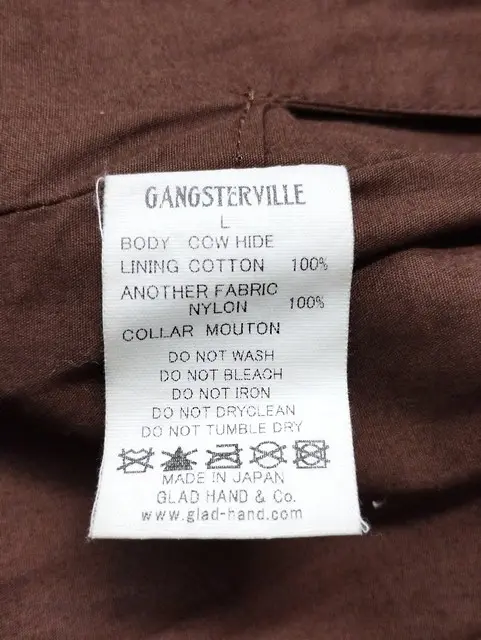 GANGSTERVILLE
L
BODY COW HIDE
LINING COTTON 100%
ANOTHER FABRIC
NYLON 100%
COLLAR MOUTON
DO NOT WASH
DO NOT BLEACH
DO NOT IRON
DO NOT DRYCLEAN
DO NOT TUMBLE DRY
MADE IN JAPAN
GLAD HAND & Co.
www.glad-hand.com